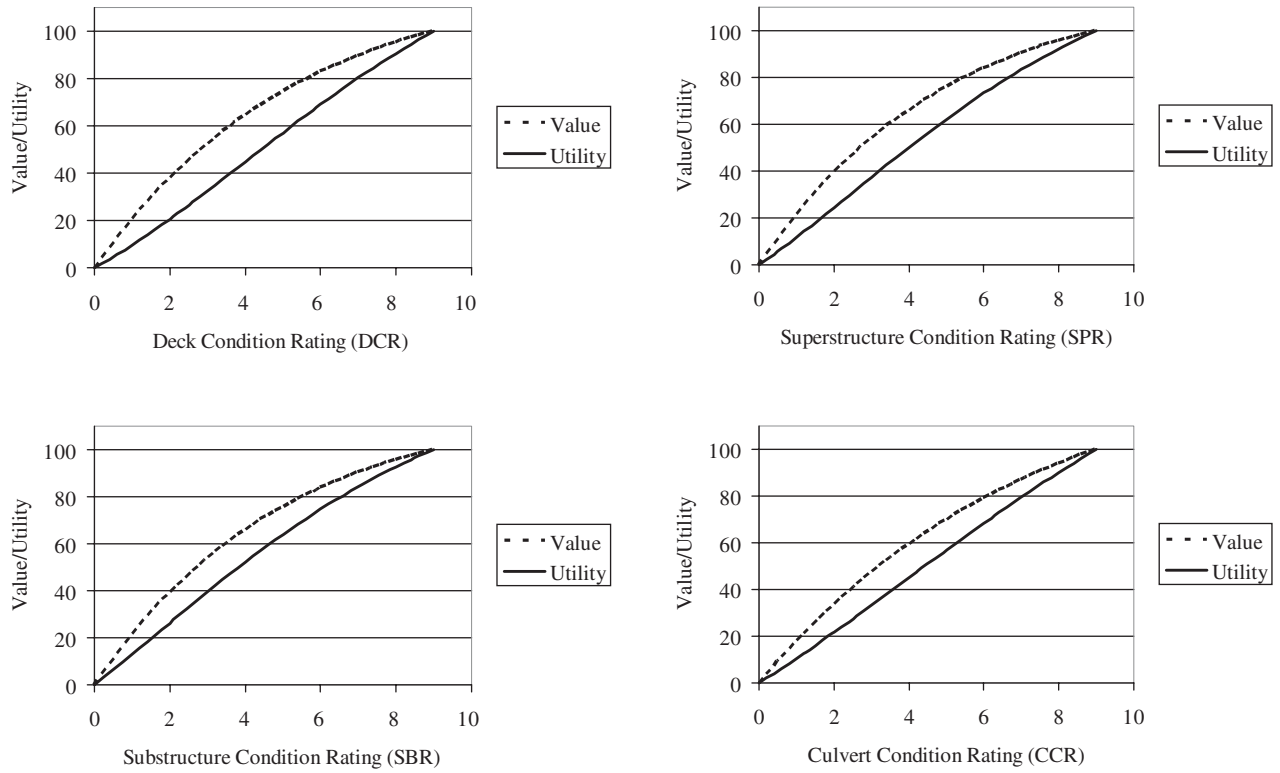 100
80
60
40
20
0
Value/Utility
0 2 4 6 8 10
Deck Condition Rating (DCR)
Value
Utility
100
80
60
40
20
0
Value/Utility
0 2 4 6 8 10
Superstructure Condition Rating (SPR)
Value
Utility
100
80
60
40
20
0
Value/Utility
0 2 4 6 8 10
Substructure Condition Rating (SBR)
Value
Utility
100
80
60
40
20
0
Value/Utility
0 2 4 6 8 10
Culvert Condition Rating (CCR)
Value
Utility